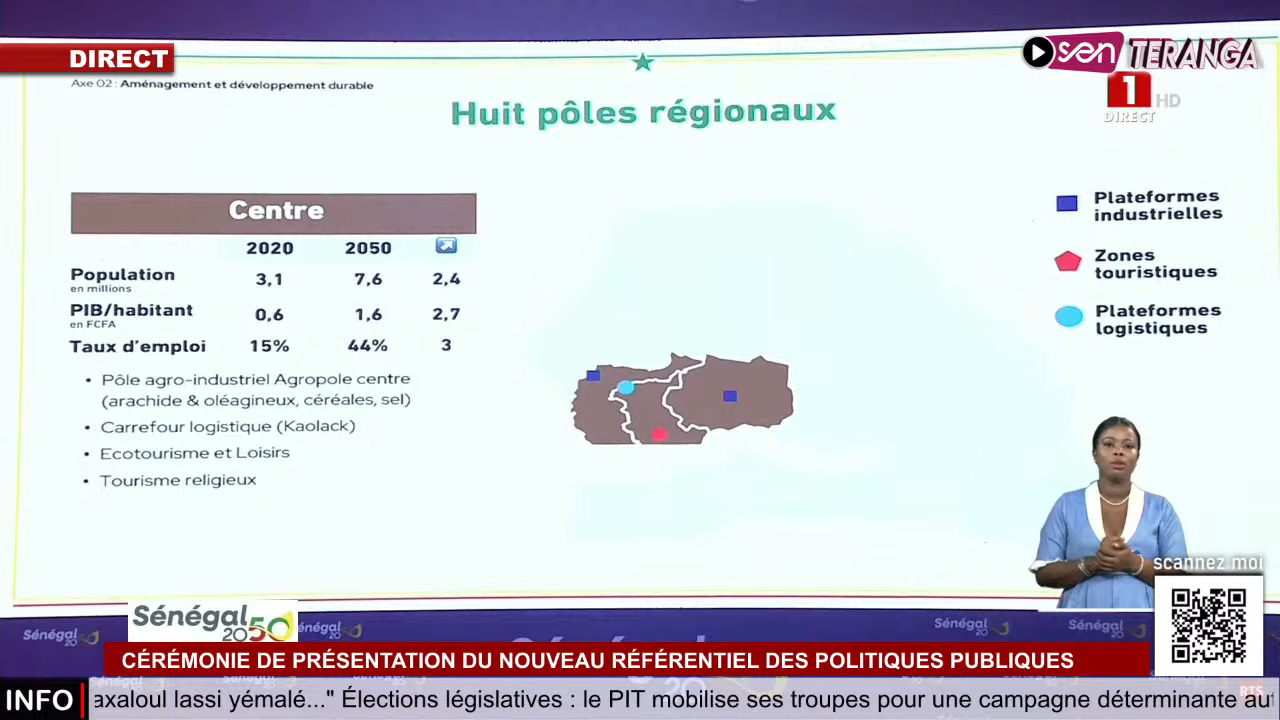 DIRECT
sen TERANGA
1 HD
DIRECT
Axe 02 : Aménagement et développement durable
Huit pôles régionaux
Centre
2020 2050
Population 3,1 7,6 2,4
en millions
PIB/habitant 0,6 1,6 2,7
en FCFA
Taux d'emploi 15% 44% 3
• Pôle agro-industriel Agropole centre
(arachide & oléagineux, céréales, sel)
• Carrefour logistique (Kaolack)
• Ecotourisme et Loisirs
• Tourisme religieux
Plateformes
industrielles
Zones
touristiques
Plateformes
logistiques
scannez moi
Sénégal
2050
Sénégal
20
négal
20
Sénégal
20
Sénégal
20
CÉRÉMONIE DE PRÉSENTATION DU NOUVEAU RÉFÉRENTIEL DES POLITIQUES PUBLIQUES
INFO axaloul lassi yémalé..." Élections législatives : le PIT mobilise ses troupes pour une campagne déterminante au
RTS